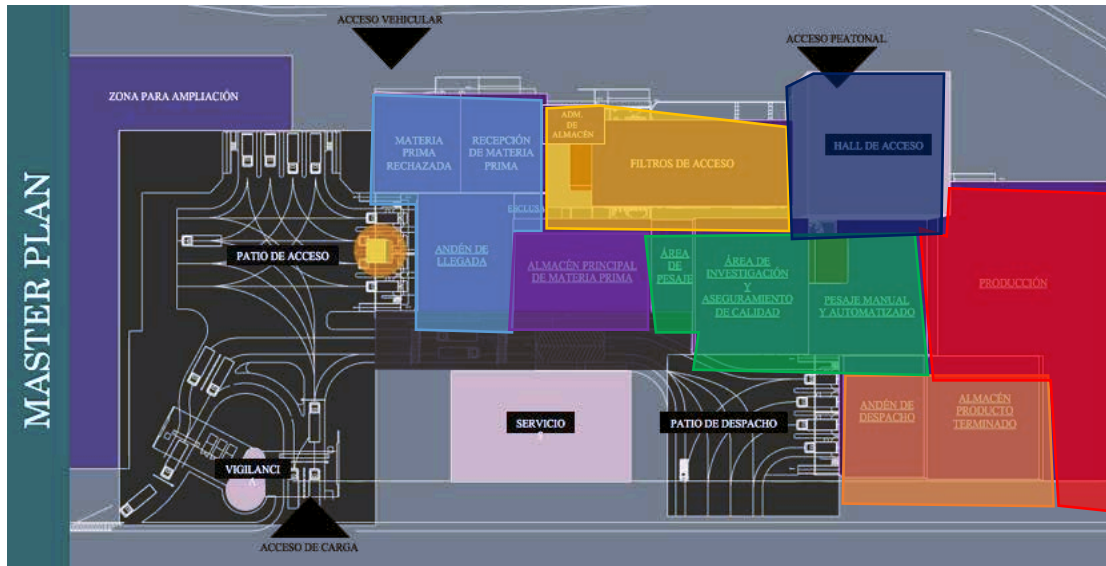 MASTER PLAN
ACCESO VEHICULAR
ACCESO PEATONAL
ZONA PARA AMPLIACIÓN
MATERIA
PRIMA
RECHAZADA
RECEPCIÓN
DE MATERIA
PRIMA
ADM.
DE
ALMACÉN
FILTROS DE ACCESO
HALL DE ACCESO
ESCLUSA
PATIO DE ACCESO
ANDÉN DE
LLEGADA
ALMACÉN PRINCIPAL
DE MATERIA PRIMA
ÁREA
DE
PESAJE
ÁREA DE
INVESTIGACIÓN
Y
ASEGURAMIENTO
DE CALIDAD
PESAJE MANUAL
Y AUTOMATIZADO
PRODUCCIÓN
ANDÉN DE
DESPACHO
ALMACÉN
PRODUCTO
TERMINADO
SERVICIO
S
PATIO DE DESPACHO
VIGILANCI
A
ACCESO DE CARGA